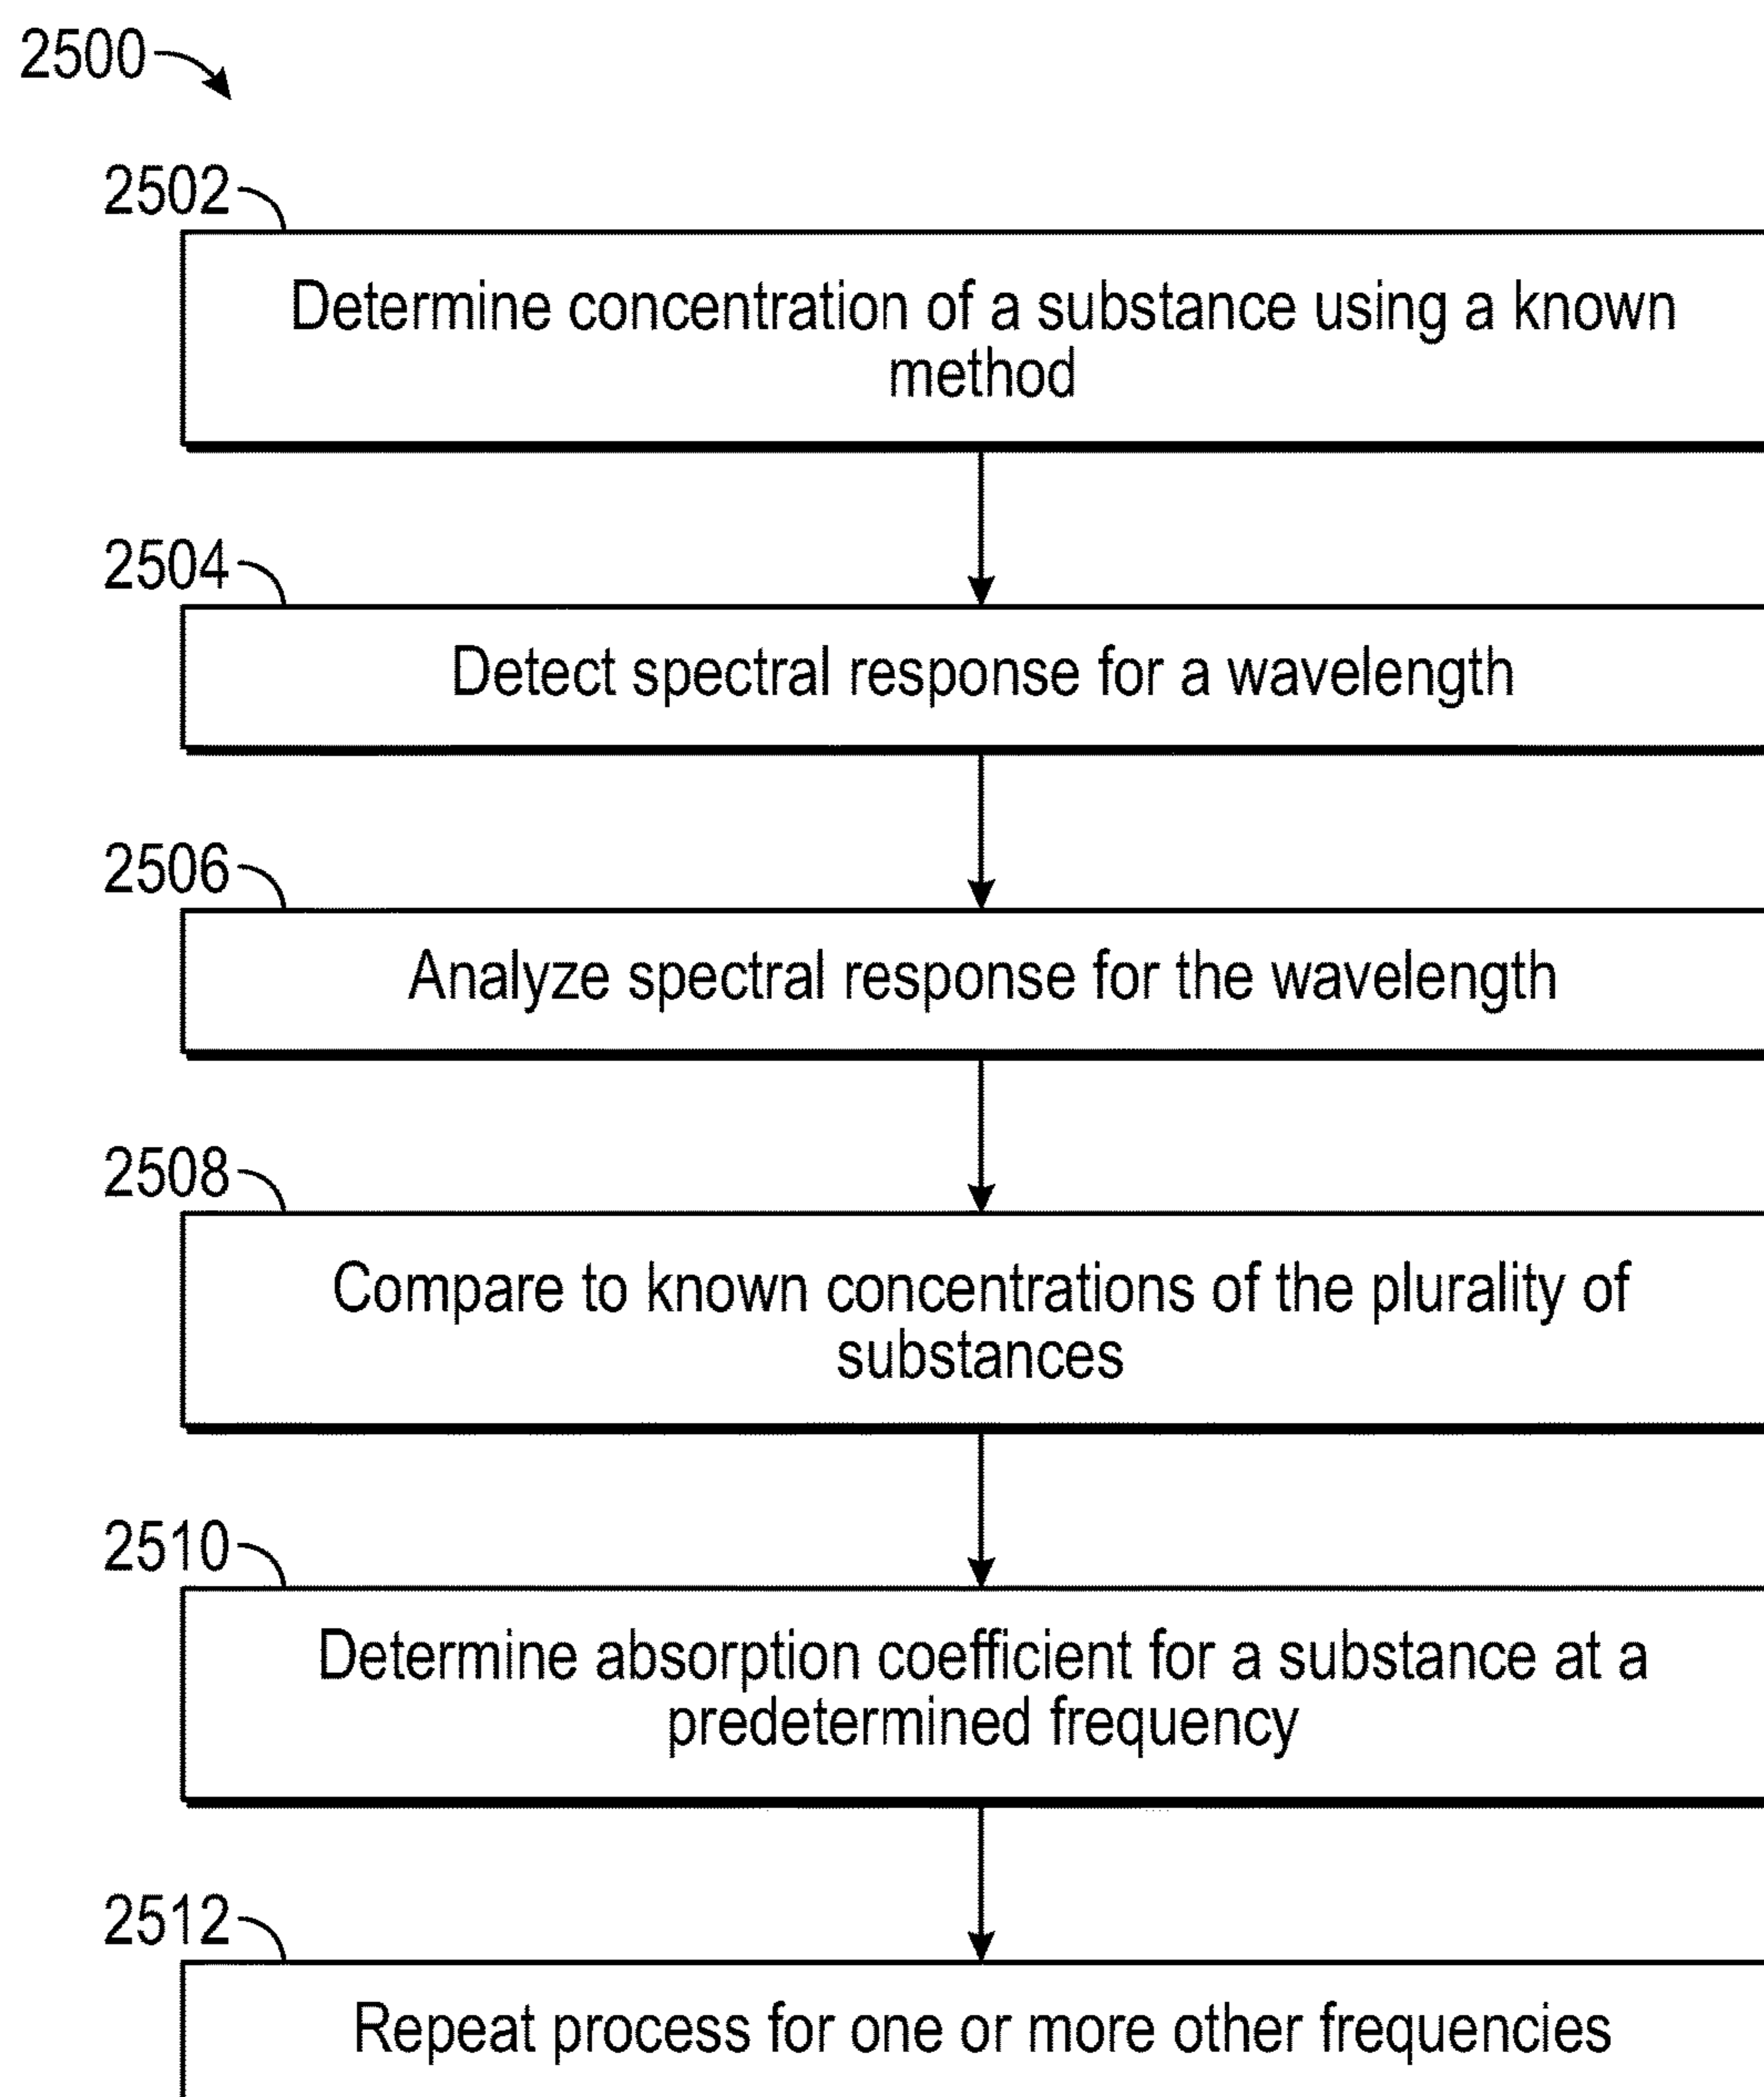 2500
2502
Determine concentration of a substance using a known
method
2504
Detect spectral response for a wavelength
2506
Analyze spectral response for the wavelength
2508
Compare to known concentrations of the plurality of
substances
2510
Determine absorption coefficient for a substance at a
predetermined frequency
2512
Repeat process for one or more other frequencies